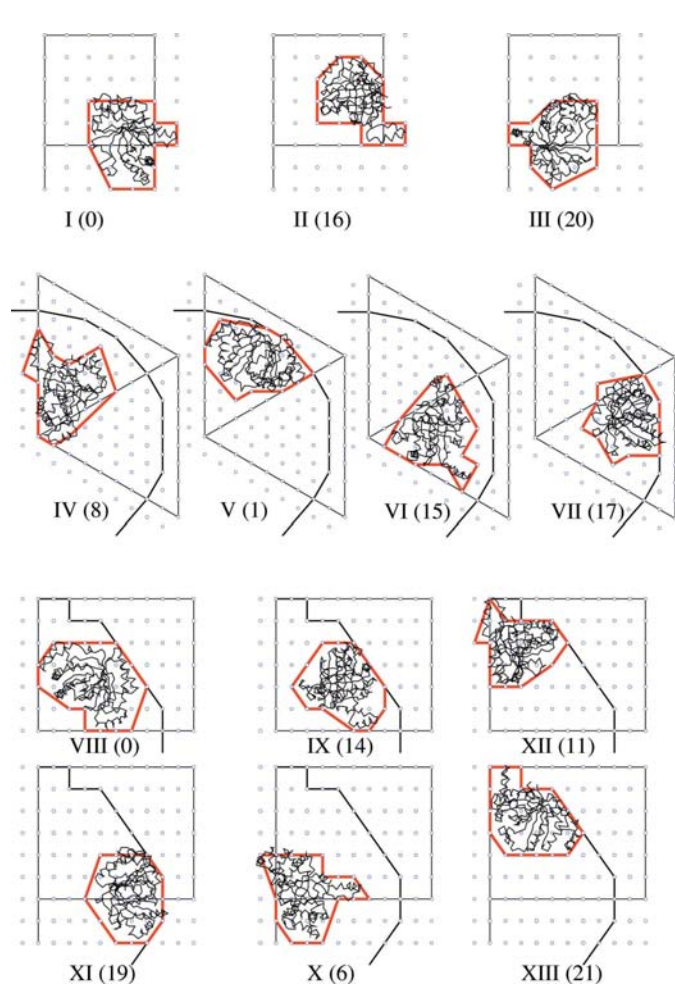 I (0) II (16) III (20)
IV (8) V (1) VI (15) VII (17)
VIII (0) IX (14) XII (11)
XI (19) X (6) XIII (21)